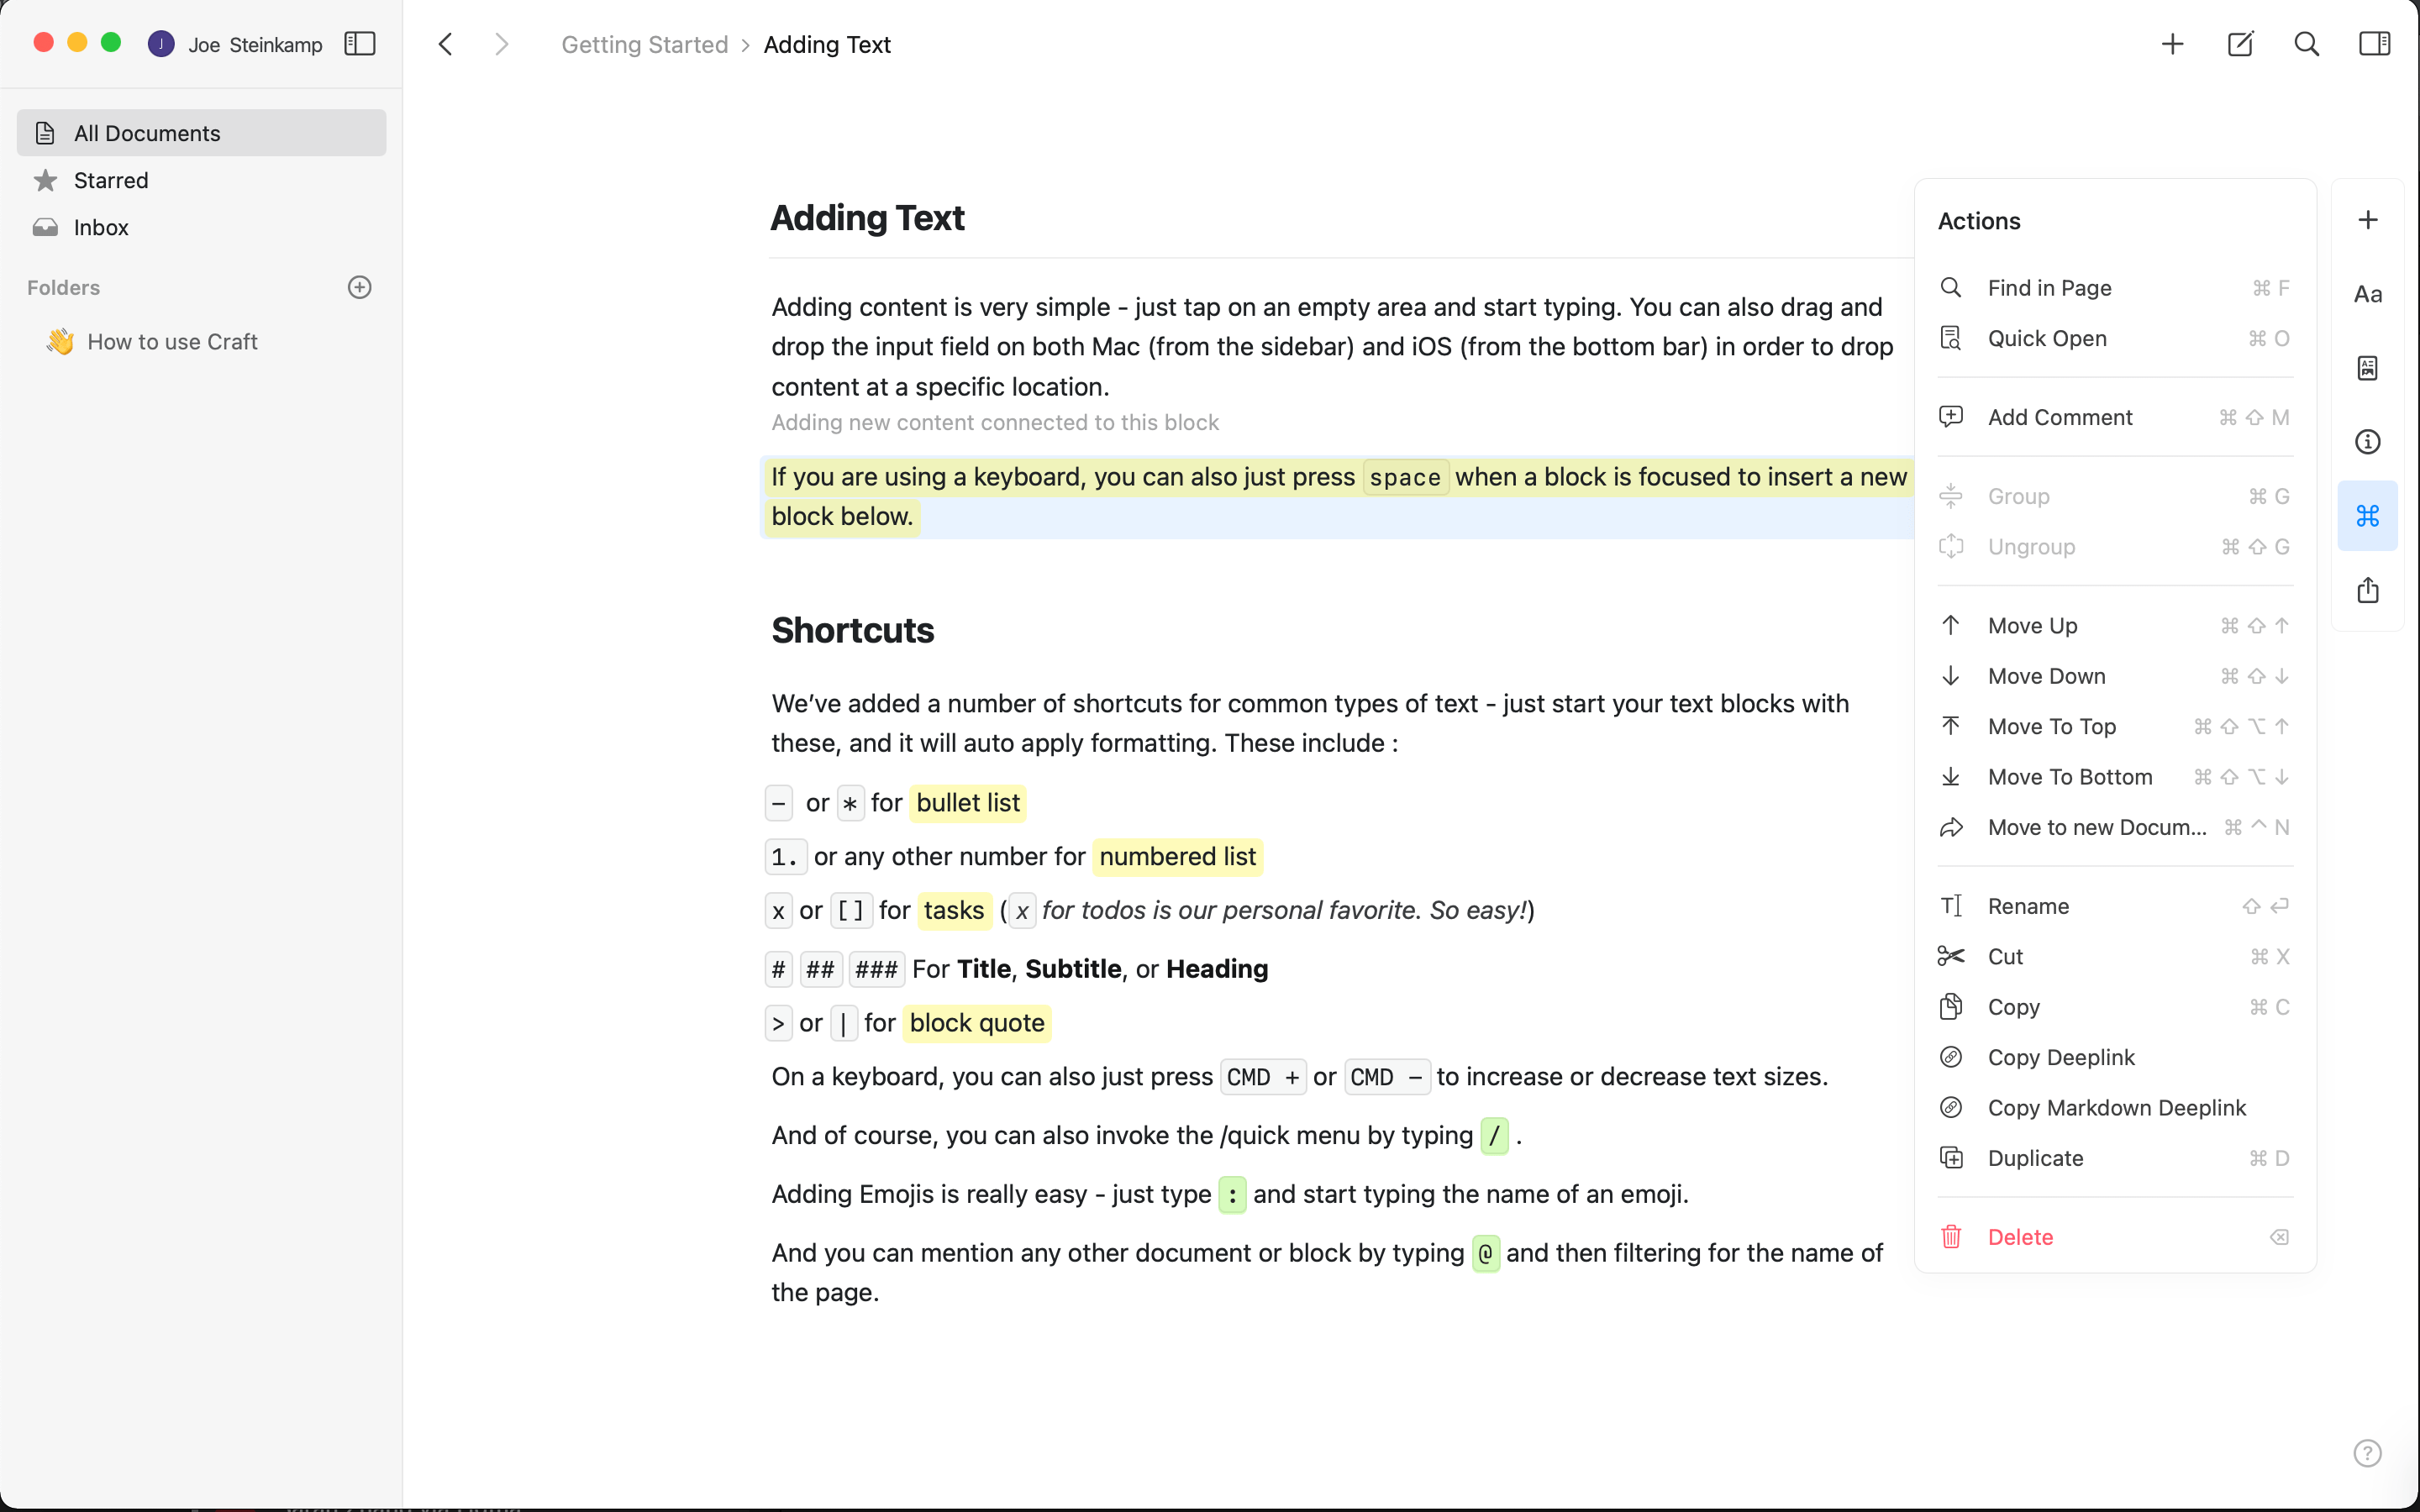 J Joe Steinkamp
All Documents
Starred
Inbox
Folders
👋 How to use Craft
Getting Started > Adding Text
Adding Text
Adding content is very simple - just tap on an empty area and start typing. You can also drag and
drop the input field on both Mac (from the sidebar) and iOS (from the bottom bar) in order to drop
content at a specific location.
Adding new content connected to this block
If you are using a keyboard, you can also just press space when a block is focused to insert a new
block below.
Shortcuts
We’ve added a number of shortcuts for common types of text - just start your text blocks with
these, and it will auto apply formatting. These include :
- or * for bullet list
1. or any other number for numbered list
x or [] for tasks (x for todos is our personal favorite. So easy!)
# ## ### For Title, Subtitle, or Heading
> or | for block quote
On a keyboard, you can also just press CMD + or CMD - to increase or decrease text sizes.
And of course, you can also invoke the /quick menu by typing / .
Adding Emojis is really easy - just type : and start typing the name of an emoji.
And you can mention any other document or block by typing @ and then filtering for the name of
the page.
Actions
Find in Page ⌘ F
Quick Open ⌘ O
Add Comment ⌘ ⇧ M
Group ⌘ G
Ungroup ⌘ ⇧ G
Move Up ⌘ ⇧ ↑
Move Down ⌘ ⇧ ↓
Move To Top ⌘ ⇧ ⌥ ↑
Move To Bottom ⌘ ⇧ ⌥ ↓
Move to new Docum... ⌘ ^ N
Rename ⇧ ↩
Cut ⌘ X
Copy ⌘ C
Copy Deeplink
Copy Markdown Deeplink
Duplicate ⌘ D
Delete ⌫
Aa
⌘
?